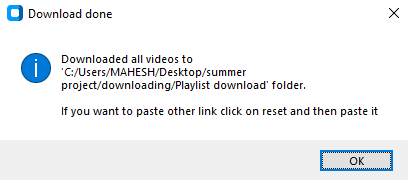 Download done
Downloaded all videos to
'C:/Users/MAHESH/Desktop/summer
project/downloading/Playlist download' folder.
If you want to paste other link click on reset and then paste it
OK